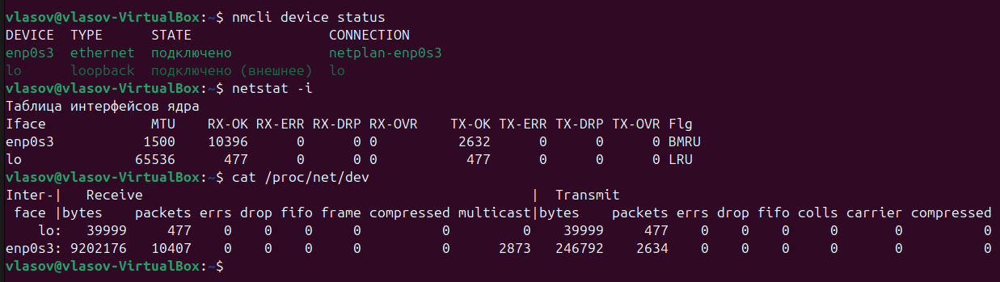 vlasov@vlasov-VirtualBox:~$ nmcli device status
DEVICE  TYPE      STATE                   CONNECTION
enp0s3  ethernet  подключено              netplan-enp0s3
lo      loopback  подключено (внешнее)  lo
vlasov@vlasov-VirtualBox:~$ netstat -i
Таблица интерфейсов ядра
Iface             MTU    RX-OK RX-ERR RX-DRP RX-OVR    TX-OK TX-ERR TX-DRP TX-OVR Flg
enp0s3           1500    10396      0      0 0          2632      0      0      0 BMRU
lo              65536      477      0      0 0           477      0      0      0 LRU
vlasov@vlasov-VirtualBox:~$ cat /proc/net/dev
Inter-|   Receive                                                |  Transmit
 face |bytes    packets errs drop fifo frame compressed multicast|bytes    packets errs drop fifo colls carrier compressed
    lo:   39999     477    0    0    0     0          0         0    39999     477    0    0    0     0       0          0
enp0s3: 9202176   10407    0    0    0     0          0      2873   246792    2634    0    0    0     0       0          0
vlasov@vlasov-VirtualBox:~$